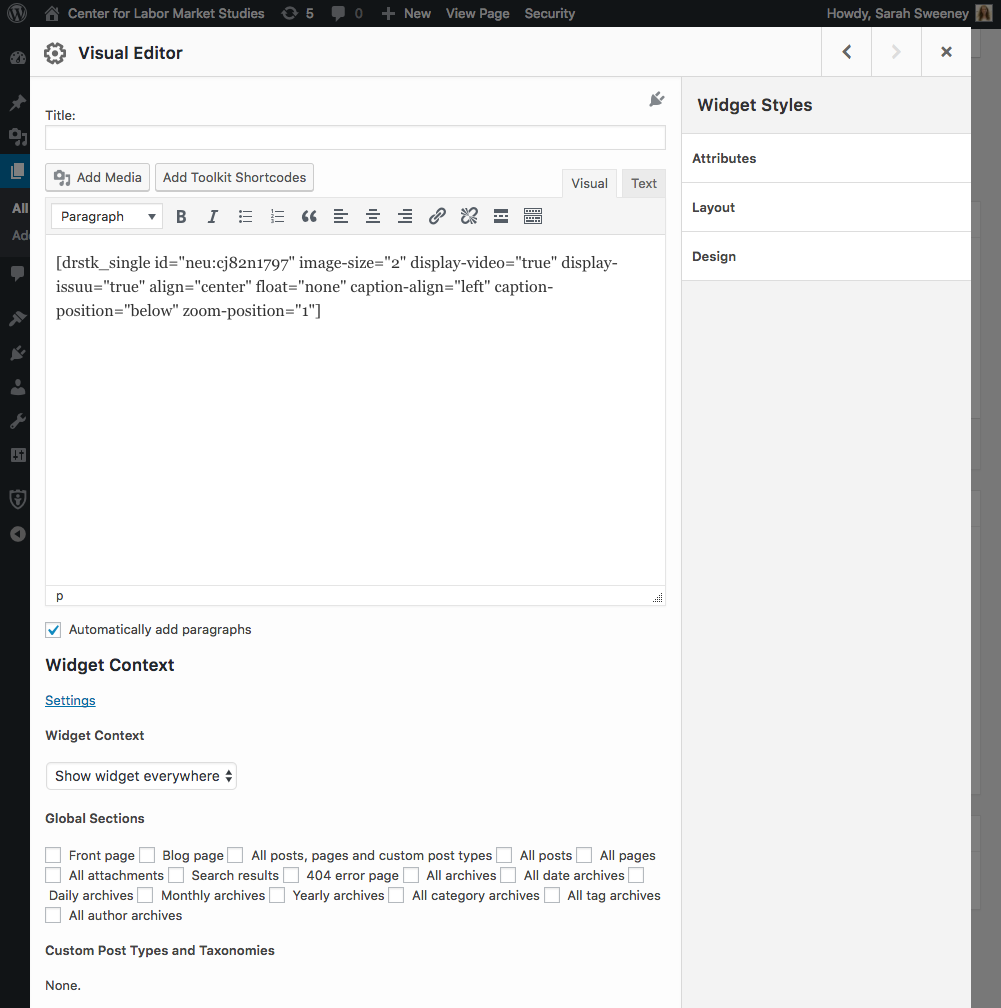 Center for Labor Market Studies 5 0 New View Page Security Howdy, Sarah Sweeney
Visual Editor
Title:
Add Media Add Toolkit Shortcodes
Visual Text
Paragraph B I
[drstk_single id="neu:cj82n1797" image-size="2" display-video="true" display-
issuu="true" align="center" float="none" caption-align="left" caption-
position="below" zoom-position="1"]
p
Automatically add paragraphs
Widget Context
Settings
Widget Context
Show widget everywhere
Global Sections
Front page Blog page All posts, pages and custom post types All posts All pages
All attachments Search results 404 error page All archives All date archives
Daily archives Monthly archives Yearly archives All category archives All tag archives
All author archives
Custom Post Types and Taxonomies
None.
Widget Styles
Attributes
Layout
Design
All
Add